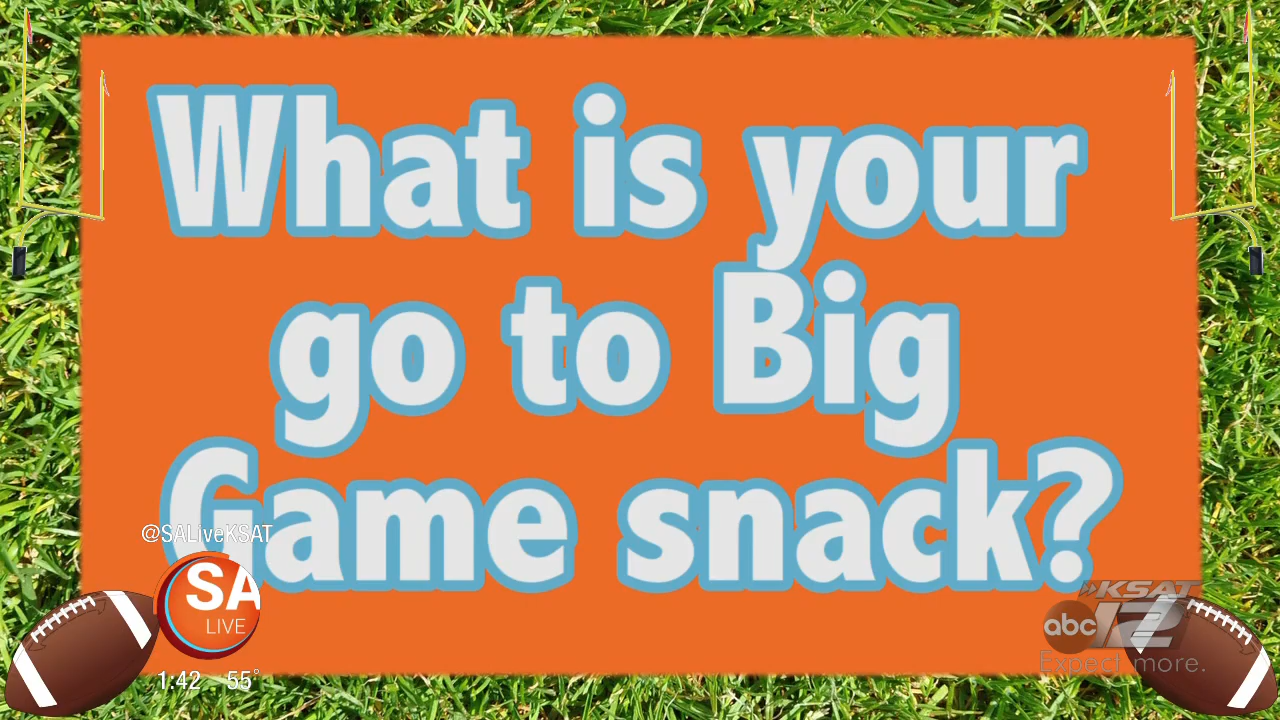 What is your
go to Big
Game snack?
@SALiveKSAT
SA
LIVE
1:42 55°
KSAT
abc 12
Expect more.